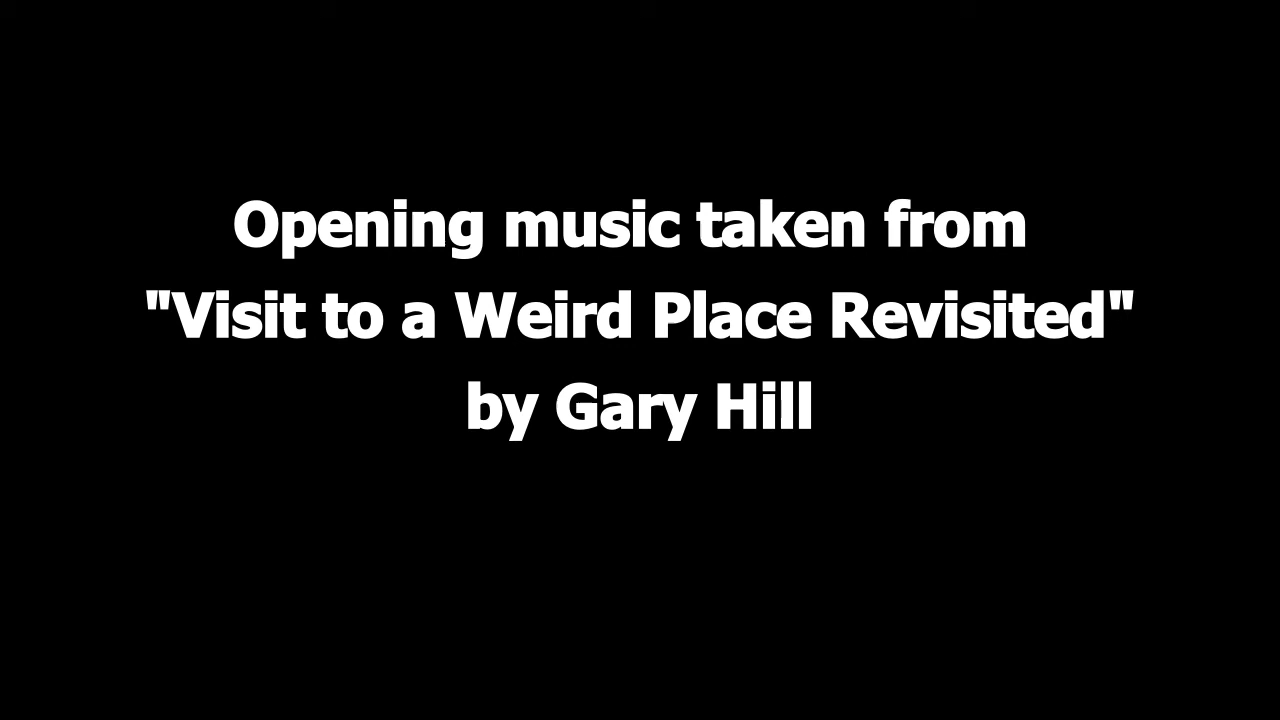 Opening music taken from
"Visit to a Weird Place Revisited"
by Gary Hill